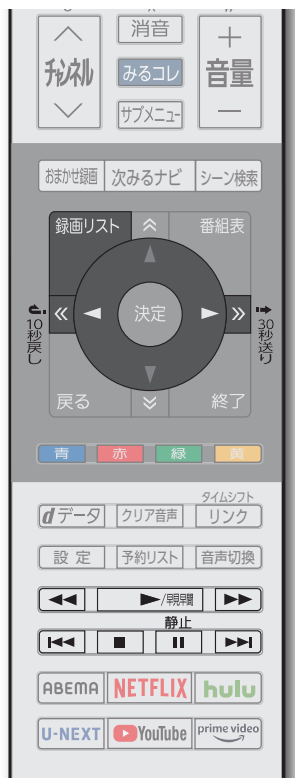 チャンネル
消音
みるコレ
サブメニュー
音量
おまかせ録画 次みるナビ シーン検索
録画リスト 番組表
10秒戻し
決定
30秒送り
戻る 終了
青 赤 緑 黄
タイムシフト
dデータ クリア音声 リンク
設定 予約リスト 音声切換
静止
ABEMA NETFLIX hulu
U-NEXT YouTube prime video